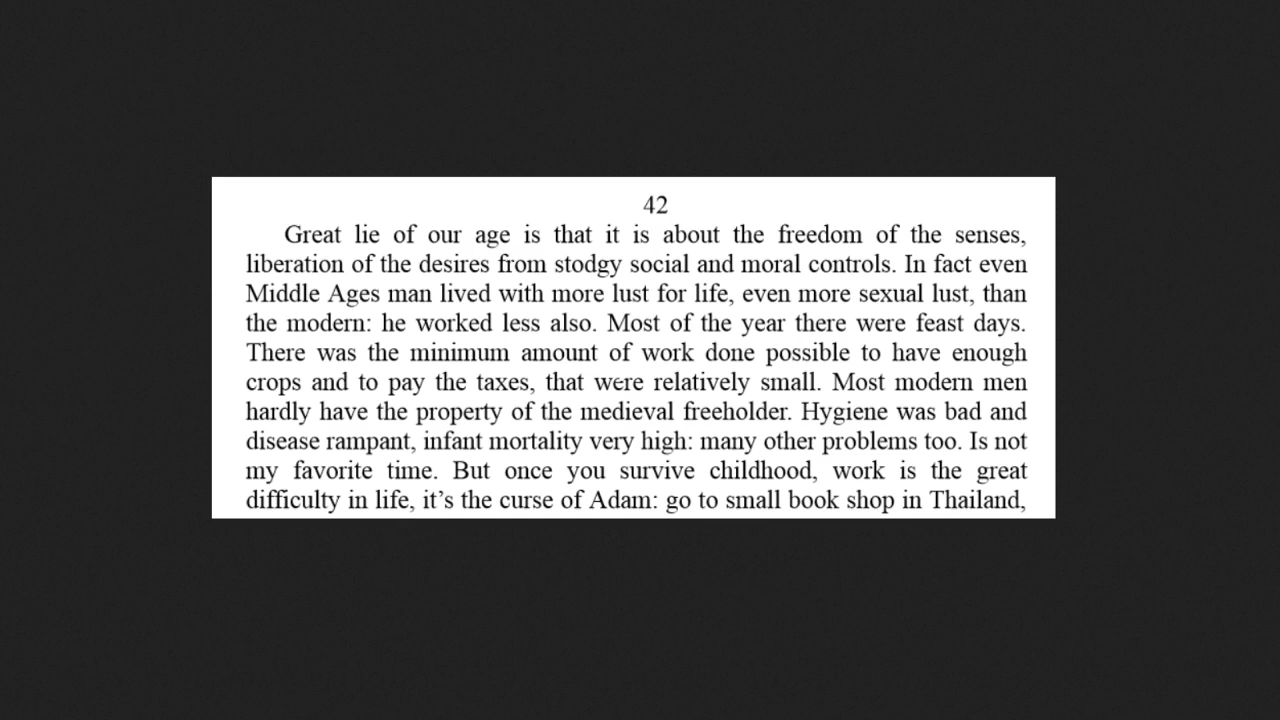 42
Great lie of our age is that it is about the freedom of the senses,
liberation of the desires from stodgy social and moral controls. In fact even
Middle Ages man lived with more lust for life, even more sexual lust, than
the modern: he worked less also. Most of the year there were feast days.
There was the minimum amount of work done possible to have enough
crops and to pay the taxes, that were relatively small. Most modern men
hardly have the property of the medieval freeholder. Hygiene was bad and
disease rampant, infant mortality very high: many other problems too. Is not
my favorite time. But once you survive childhood, work is the great
difficulty in life, it’s the curse of Adam: go to small book shop in Thailand,